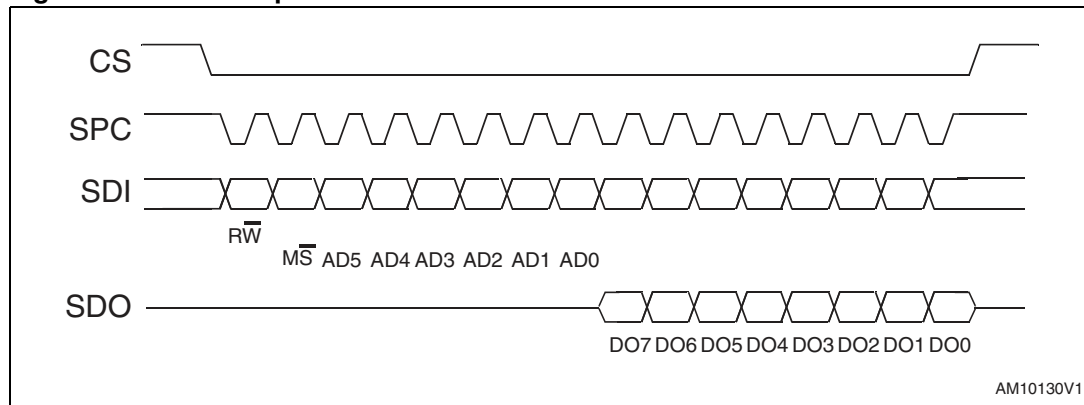 CS
SPC
SDI
RW̅
MS̅ AD5 AD4 AD3 AD2 AD1 AD0
SDO
DO7 DO6 DO5 DO4 DO3 DO2 DO1 DO0
AM10130V1